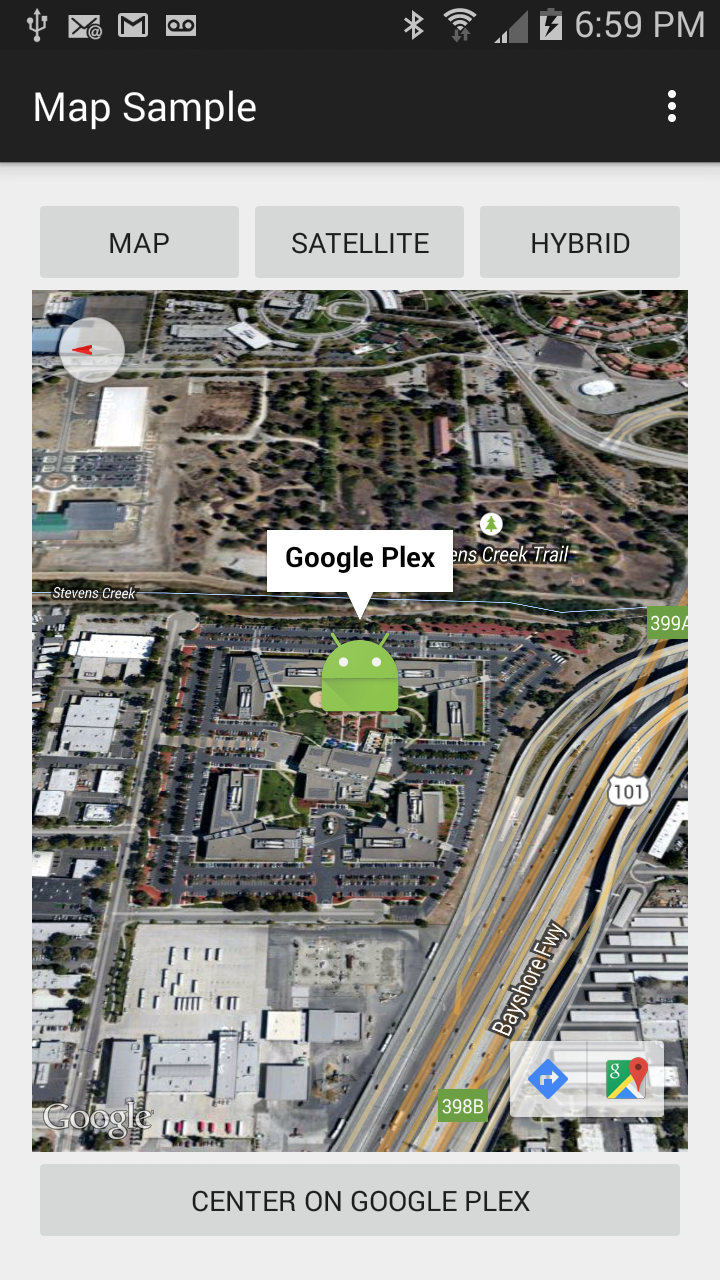 6:59 PM
Map Sample
MAP
SATELLITE
HYBRID
Google Plex
ens Creek Trail
Stevens Creek
399A
101
Bayshore Fwy
398B
Google
CENTER ON GOOGLE PLEX